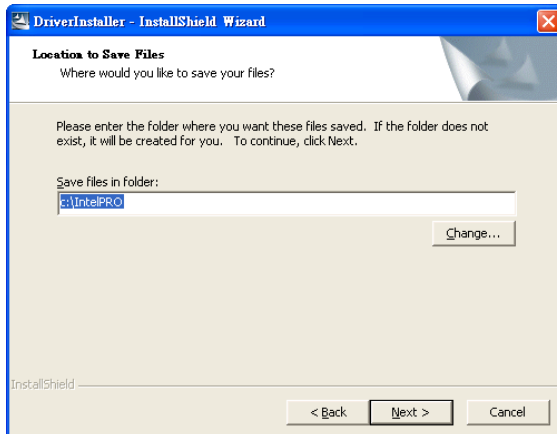 DriverInstaller - InstallShield Wizard
Location to Save Files
Where would you like to save your files?
Please enter the folder where you want these files saved. If the folder does not
exist, it will be created for you. To continue, click Next.
Save files in folder:
c:\IntelPRO
Change...
InstallShield
< Back
Next >
Cancel